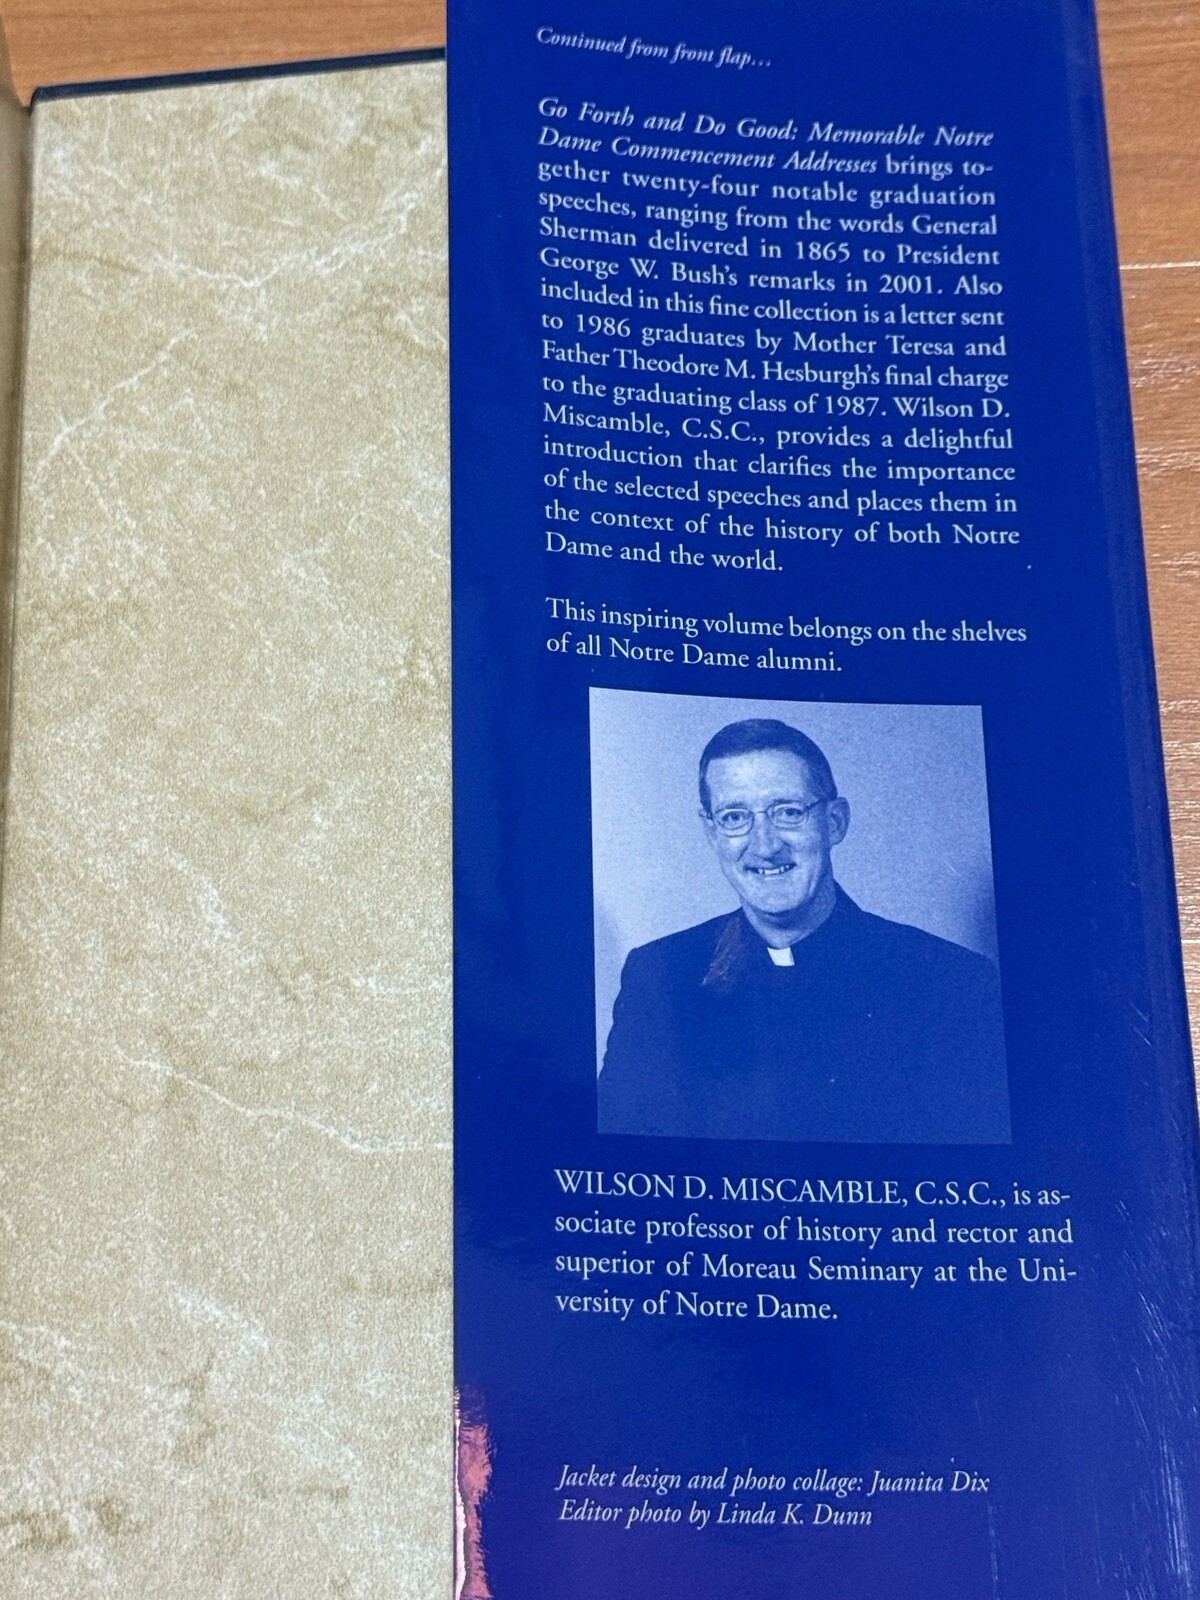 Continued from front flap...
Go Forth and Do Good: Memorable Notre
Dame Commencement Addresses brings to-
gether twenty-four notable graduation
speeches, ranging from the words General
Sherman delivered in 1865 to President
George W. Bush's remarks in 2001. Also
included in this fine collection is a letter sent
to 1986 graduates by Mother Teresa and
Father Theodore M. Hesburgh's final charge
to the graduating class of 1987. Wilson D.
Miscamble, C.S.C., provides a delightful
introduction that clarifies the importance
of the selected speeches and places them in
the context of the history of both Notre
Dame and the world.
This inspiring volume belongs on the shelves
of all Notre Dame alumni.
WILSON D. MISCAMBLE, C.S.C., is as-
sociate professor of history and rector and
superior of Moreau Seminary at the Uni-
versity of Notre Dame.
Jacket design and photo collage: Juanita Dix
Editor photo by Linda K. Dunn